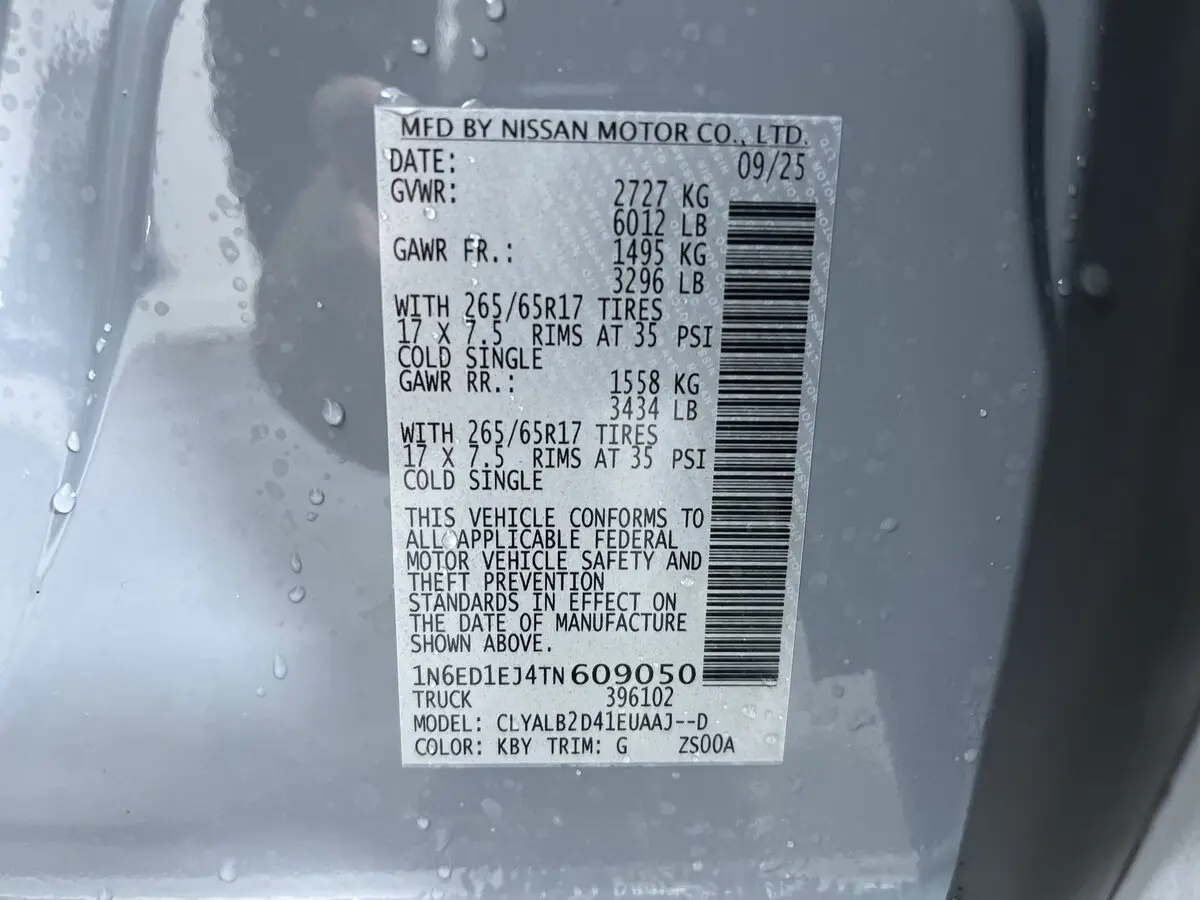 MFD BY NISSAN MOTOR CO., LTD.
DATE: 09/25
GVWR: 2727 KG
6012 LB
GAWR FR.: 1495 KG
3296 LB
WITH 265/65R17 TIRES
17 X 7.5 RIMS AT 35 PSI
COLD SINGLE
GAWR RR.: 1558 KG
3434 LB
WITH 265/65R17 TIRES
17 X 7.5 RIMS AT 35 PSI
COLD SINGLE
THIS VEHICLE CONFORMS TO
ALL APPLICABLE FEDERAL
MOTOR VEHICLE SAFETY AND
THEFT PREVENTION
STANDARDS IN EFFECT ON
THE DATE OF MANUFACTURE
SHOWN ABOVE.
1N6ED1EJ4TN609050
TRUCK 396102
MODEL: CLYALB2D41EUAAJ--D
COLOR: KBY TRIM: G ZS00A